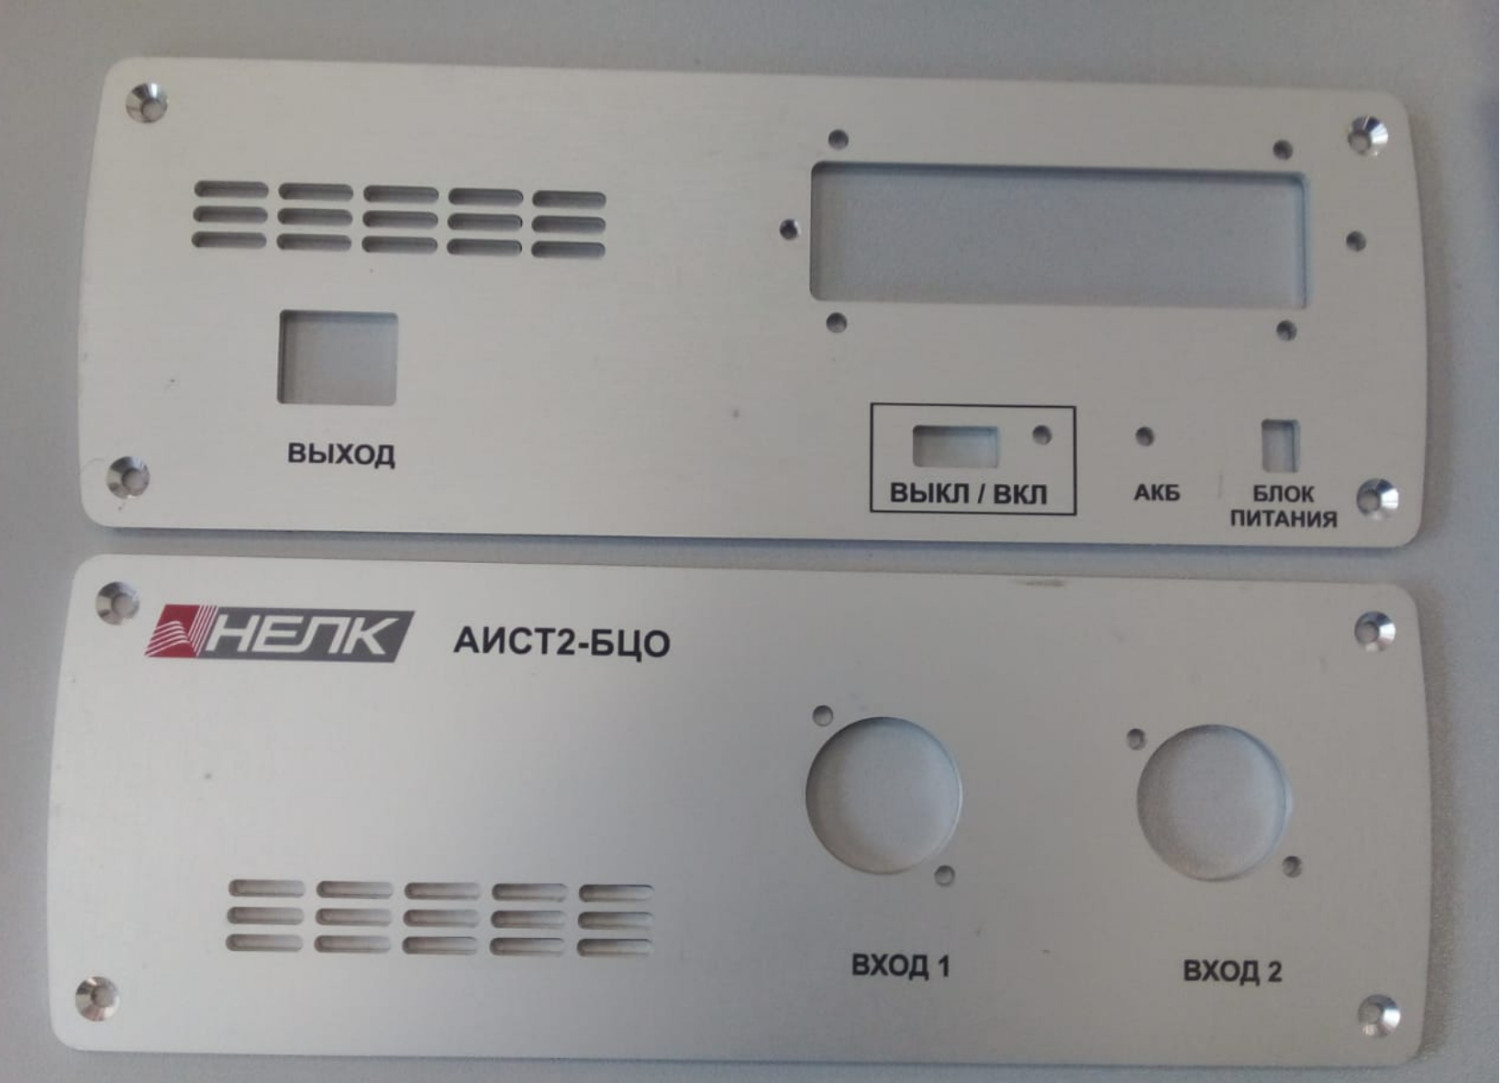 ВЫХОД
ВЫКЛ / ВКЛ
АКБ
БЛОК
ПИТАНИЯ
НЕЛК
АИСТ2-БЦО
ВХОД 1
ВХОД 2